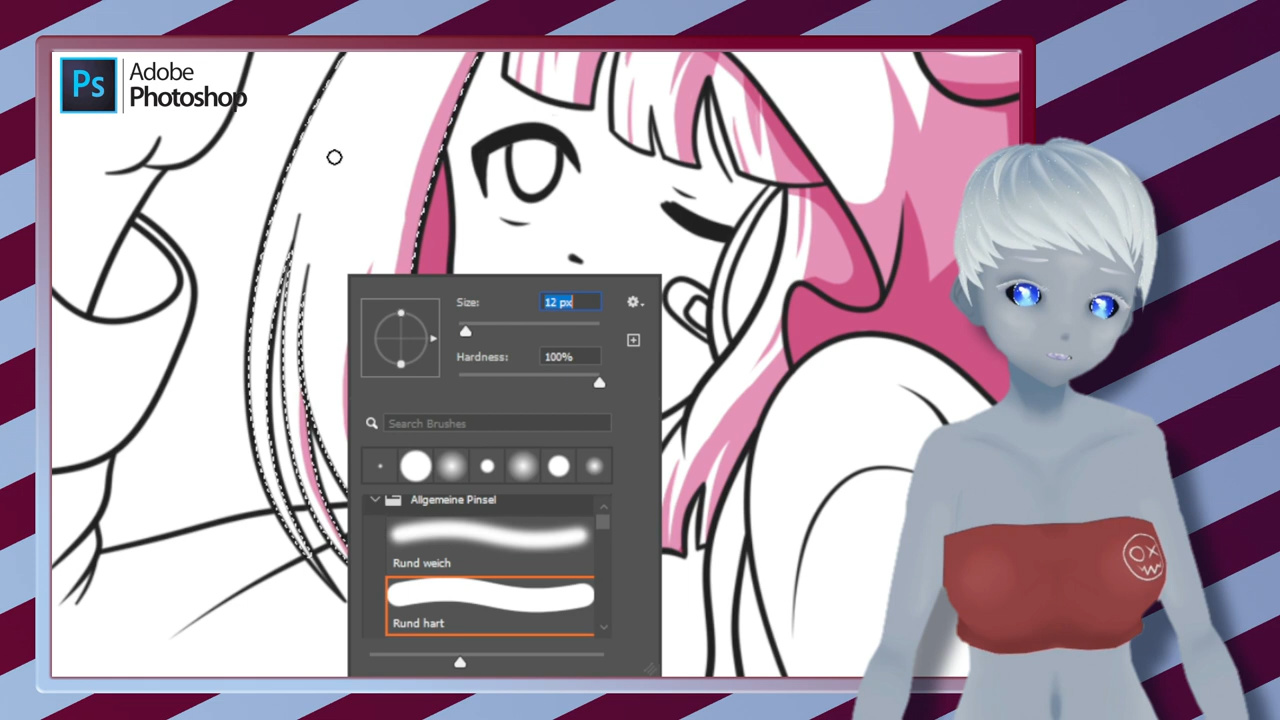 Ps
Adobe
Photoshop
Size:
12 px
Hardness:
100%
Search Brushes
Allgemeine Pinsel
Rund weich
Rund hart